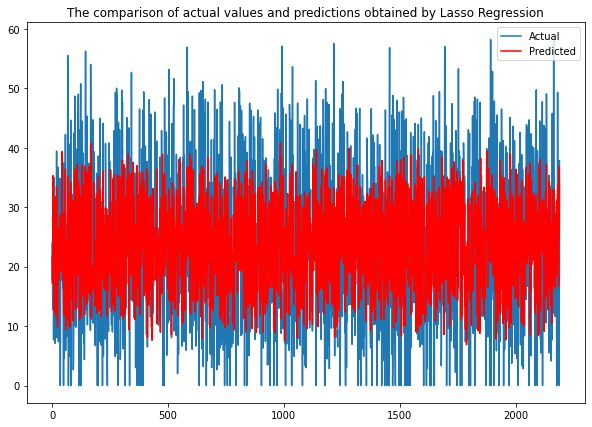 The comparison of actual values and predictions obtained by Lasso Regression
Actual
Predicted
60
50
40
30
20
10
0
0 500 1000 1500 2000